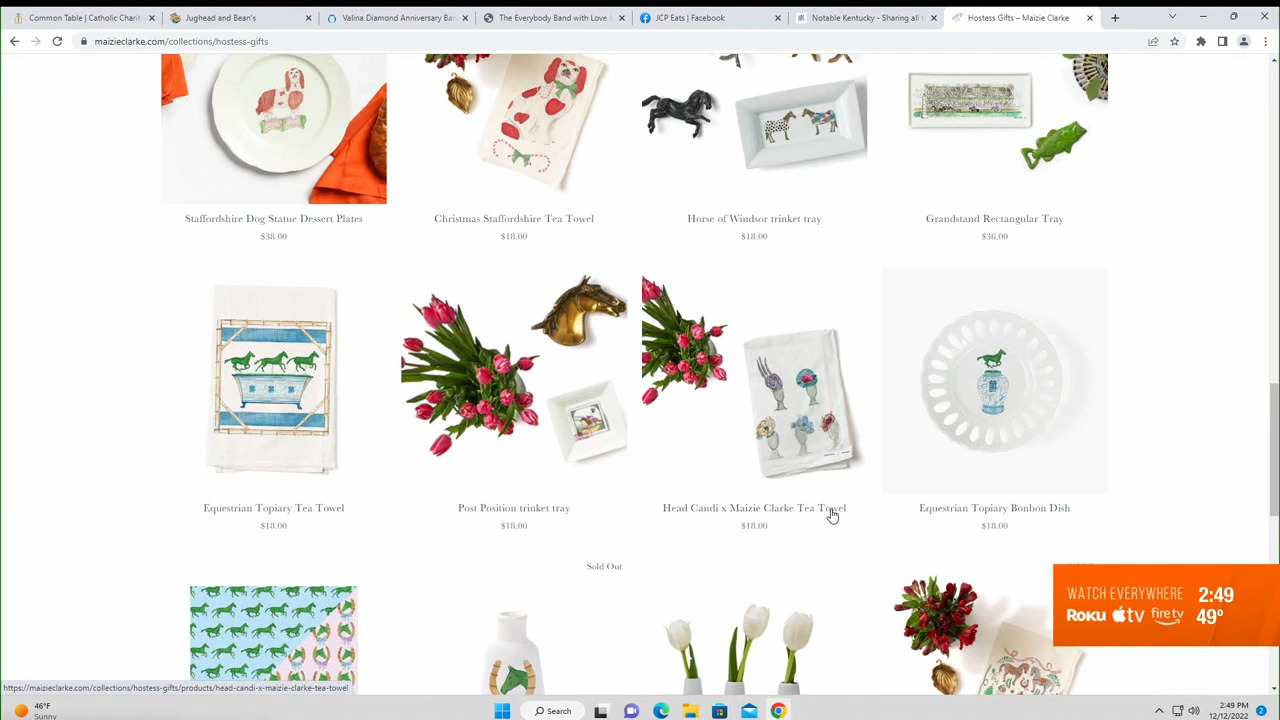 Common Table | Catholic Chariti
Jughead and Bean's
Valina Diamond Anniversary Ban
The Everybody Band with Love
JCP Eats | Facebook
Notable Kentucky - Sharing all t
Hostess Gifts – Maizie Clarke
maizieclarke.com/collections/hostess-gifts
Staffordshire Dog Statue Dessert Plates
$38.00
Christmas Staffordshire Tea Towel
$18.00
Horse of Windsor trinket tray
$18.00
Grandstand Rectangular Tray
$36.00
Equestrian Topiary Tea Towel
$18.00
Post Position trinket tray
$18.00
Head Candi x Maizie Clarke Tea Towel
$18.00
Equestrian Topiary Bonbon Dish
$18.00
Sold Out
WATCH EVERYWHERE
Roku tv firetv
2:49
49°
https://maizieclarke.com/collections/hostess-gifts/products/head-candi-x-maizie-clarke-tea-towel
46°F
Sunny
Search
2:49 PM
12/12/2022
2